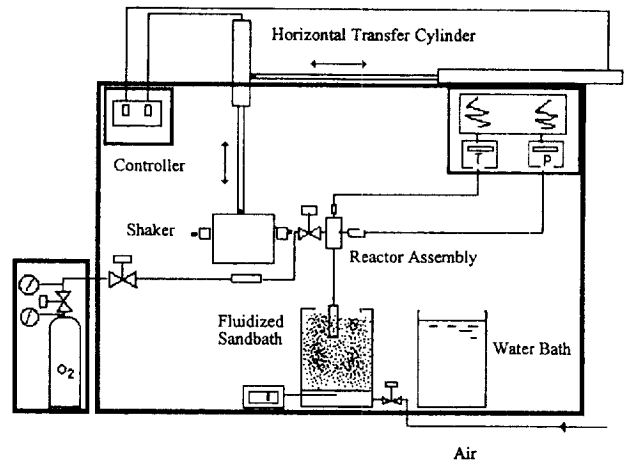 Horizontal Transfer Cylinder
Controller
T
P
Shaker
Reactor Assembly
Fluidized
Sandbath
Water Bath
O2
T
Air